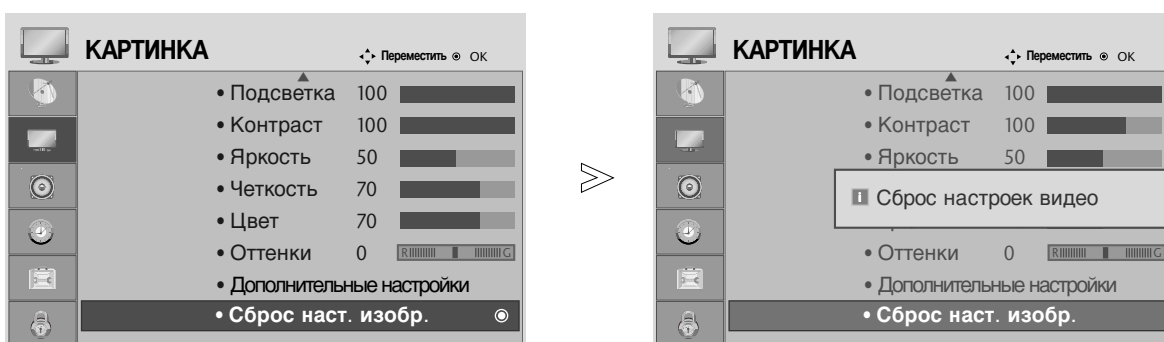 КАРТИНКА Переместить OK
• Подсветка 100
• Контраст 100
• Яркость 50
• Четкость 70
• Цвет 70
• Оттенки 0 R G
• Дополнительные настройки
• Сброс наст. изобр.
КАРТИНКА Переместить OK
• Подсветка 100
• Контраст 100
• Яркость 50
i Сброс настроек видео
• Оттенки 0 R G
• Дополнительные настройки
• Сброс наст. изобр.